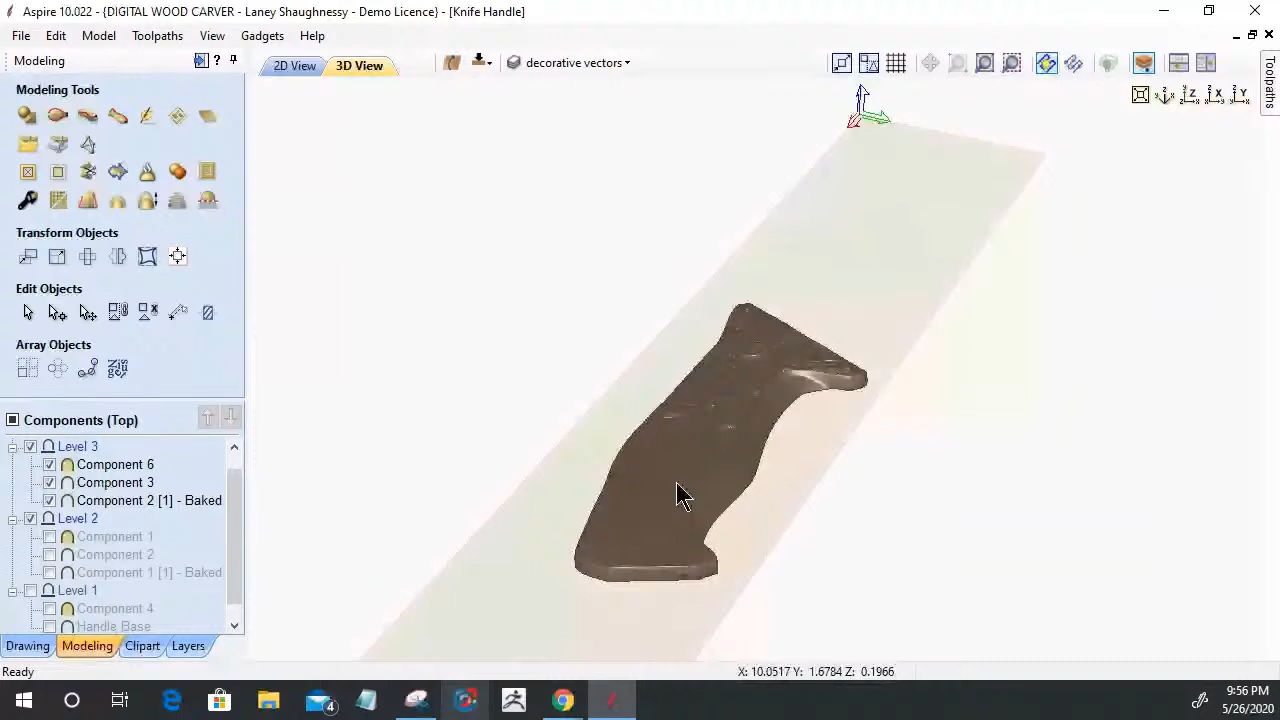 Aspire 10.022 - {DIGITAL WOOD CARVER - Laney Shaughnessy - Demo Licence} - [Knife Handle]
File Edit Model Toolpaths View Gadgets Help
Modeling ?
2D View 3D View decorative vectors
Toolpaths
Z X Y
Modeling Tools
Transform Objects
Edit Objects
Array Objects
Components (Top)
Level 3
Component 6
Component 3
Component 2 [1] - Baked
Level 2
Component 1
Component 2
Component 1 [1] - Baked
Level 1
Component 4
Handle Base
Drawing Modeling Clipart Layers
Ready X: 10.0517 Y: 1.6784 Z: 0.1966
4
9:56 PM
5/26/2020